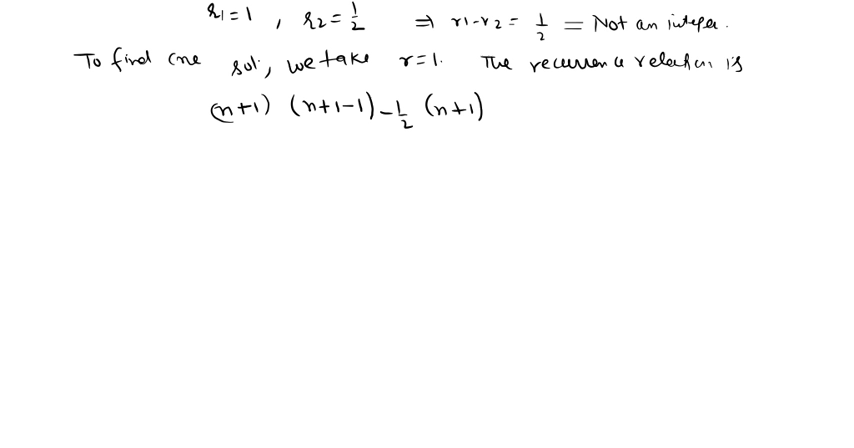 r1 = 1 , r2 = 1/2 ⇒ r1-r2 = 1/2 = Not an integer.
To find one sol:, we take r=1. The recurrence relation is
(n+1) (n+1-1) - 1/2 (n+1)